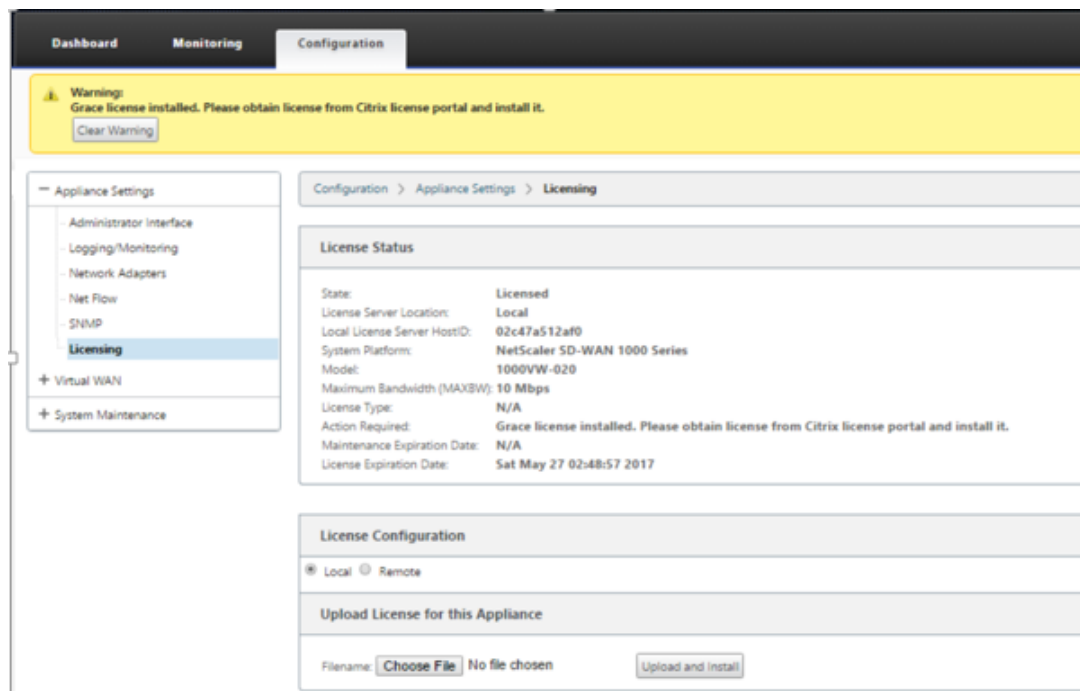 Dashboard Monitoring Configuration
Warning:
Grace license installed. Please obtain license from Citrix license portal and install it.
Clear Warning
Appliance Settings
Administrator Interface
Logging/Monitoring
Network Adapters
Net Flow
SNMP
Licensing
Virtual WAN
System Maintenance
Configuration > Appliance Settings > Licensing
License Status
State: Licensed
License Server Location: Local
Local License Server HostID: 02c47a512af0
System Platform: NetScaler SD-WAN 1000 Series
Model: 1000VW-020
Maximum Bandwidth (MAXBW): 10 Mbps
License Type: N/A
Action Required: Grace license installed. Please obtain license from Citrix license portal and install it.
Maintenance Expiration Date: N/A
License Expiration Date: Sat May 27 02:48:57 2017
License Configuration
Local Remote
Upload License for this Appliance
Filename: Choose File No file chosen Upload and Install